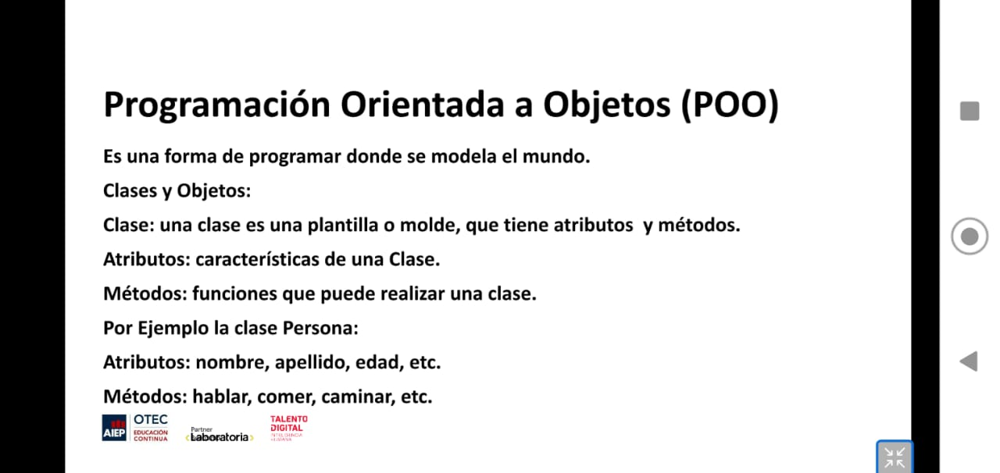 Programación Orientada a Objetos (POO)
Es una forma de programar donde se modela el mundo.
Clases y Objetos:
Clase: una clase es una plantilla o molde, que tiene atributos  y métodos.
Atributos: características de una Clase.
Métodos: funciones que puede realizar una clase.
Por Ejemplo la clase Persona:
Atributos: nombre, apellido, edad, etc.
Métodos: hablar, comer, caminar, etc.
AIEP
OTEC
EDUCACIÓN
CONTINUA
Partner
Laboratoria
TALENTO
DIGITAL